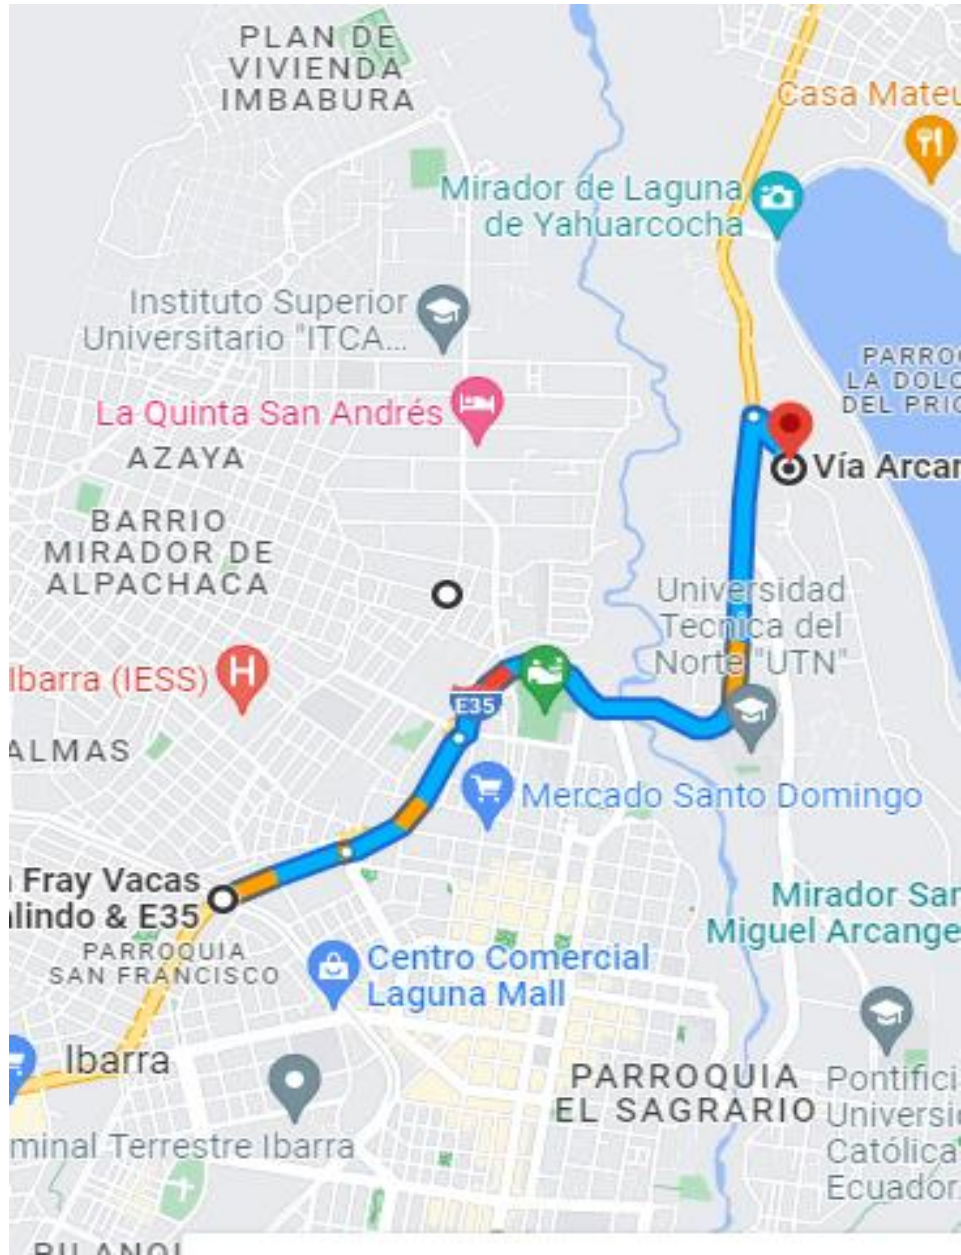 PLAN DE
VIVIENDA
IMBABURA
Casa Mateu
Mirador de Laguna
de Yahuarcocha
Instituto Superior
Universitario "ITCA...
PARRO
LA DOLO
DEL PRIO
La Quinta San Andrés
AZAYA
Vía Arcan
BARRIO
MIRADOR DE
ALPACHACA
Universidad
Tecnica del
Norte "UTN"
Ibarra (IESS)
H
E35
ALMAS
Mercado Santo Domingo
Fray Vacas
alindo & E35
Mirador San
Miguel Arcange
PARROQUIA
SAN FRANCISCO
Centro Comercial
Laguna Mall
Ibarra
PARROQUIA
EL SAGRARIO
Pontifici
Universid
Católica
Ecuador
minal Terrestre Ibarra